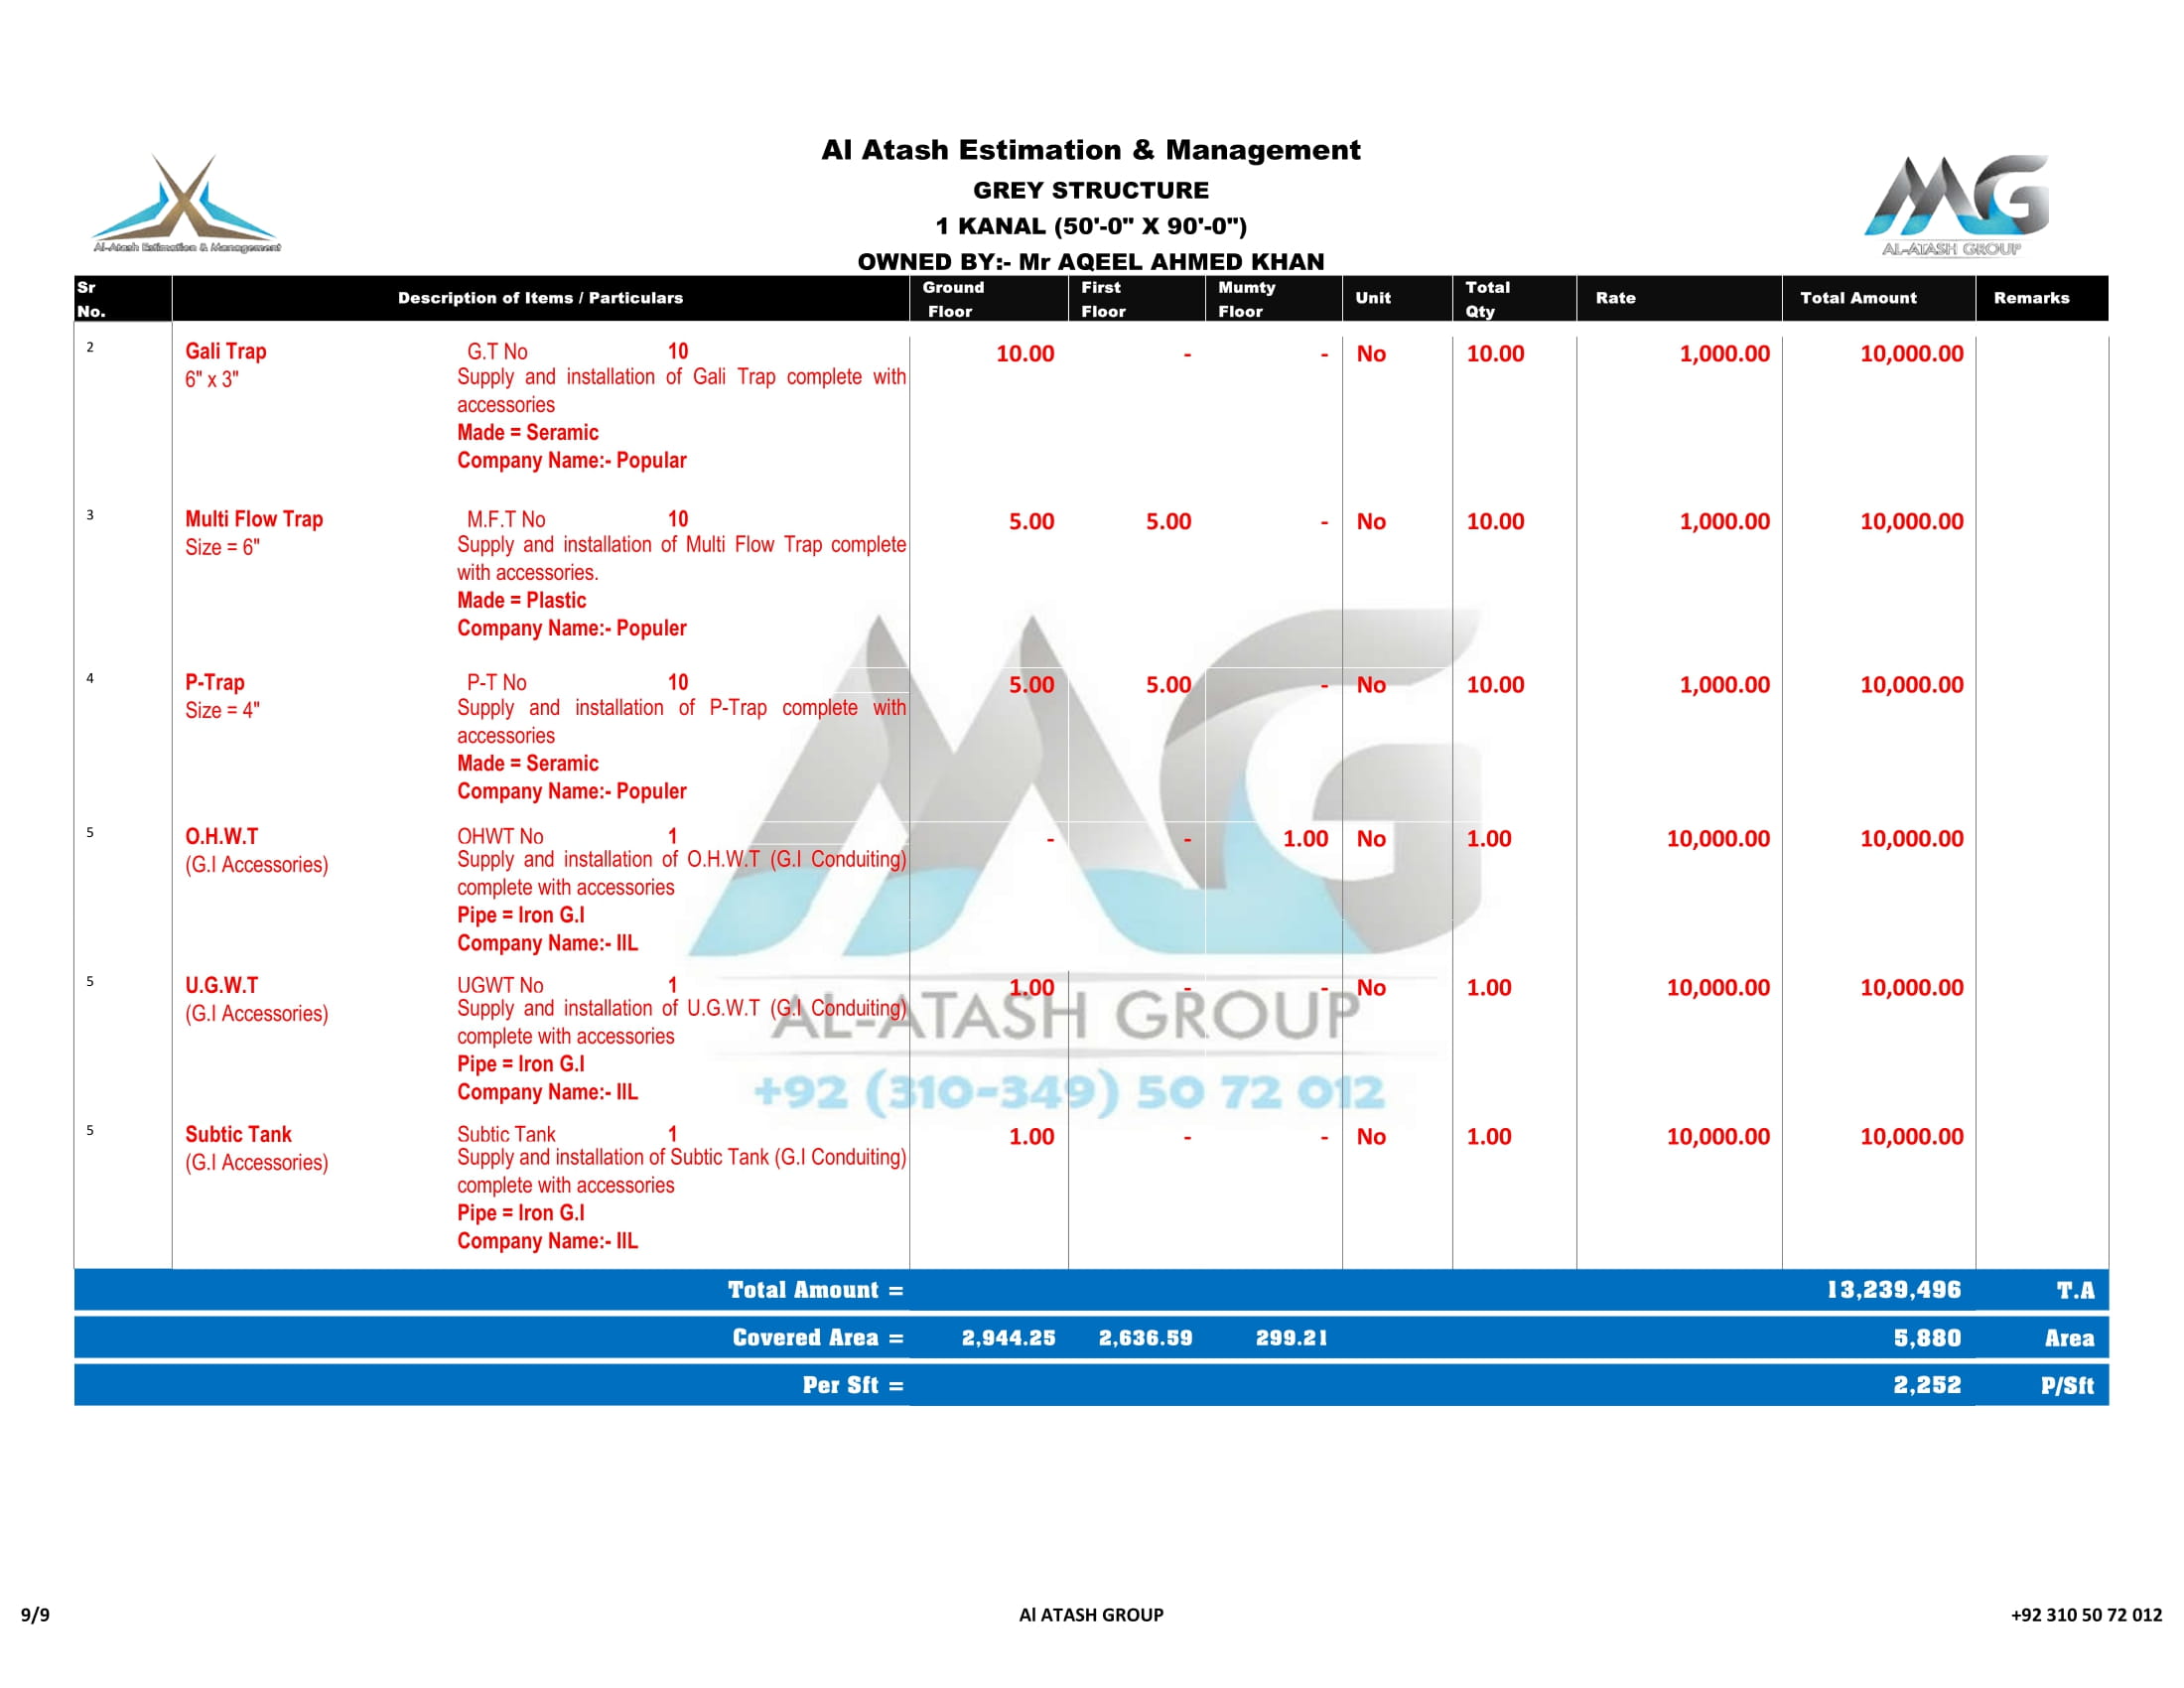 Al Atash Estimation & Management
GREY STRUCTURE
1 KANAL (50'-0" X 90'-0")
OWNED BY:- Mr AQEEL AHMED KHAN
Al-Atash Estimation & Management
AL-ATASH GROUP
Sr No. Description of Items / Particulars Ground Floor First Floor Mumty Floor Unit Total Qty Rate Total Amount Remarks
2 Gali Trap G.T No 10 10.00 - - No 10.00 1,000.00 10,000.00
6" x 3" Supply and installation of Gali Trap complete with
accessories
Made = Seramic
Company Name:- Popular
3 Multi Flow Trap M.F.T No 10 5.00 5.00 - No 10.00 1,000.00 10,000.00
Size = 6" Supply and installation of Multi Flow Trap complete
with accessories.
Made = Plastic
Company Name:- Populer
4 P-Trap P-T No 10 5.00 5.00 - No 10.00 1,000.00 10,000.00
Size = 4" Supply and installation of P-Trap complete with
accessories
Made = Seramic
Company Name:- Populer
5 O.H.W.T OHWT No 1 - - 1.00 No 1.00 10,000.00 10,000.00
(G.I Accessories) Supply and installation of O.H.W.T (G.I Conduiting)
complete with accessories
Pipe = Iron G.I
Company Name:- IIL
5 U.G.W.T UGWT No 1 1.00 - - No 1.00 10,000.00 10,000.00
(G.I Accessories) Supply and installation of U.G.W.T (G.I Conduiting)
complete with accessories
Pipe = Iron G.I
Company Name:- IIL
AL-ATASH GROUP
+92 (310-349) 50 72 012
5 Subtic Tank Subtic Tank 1 1.00 - - No 1.00 10,000.00 10,000.00
(G.I Accessories) Supply and installation of Subtic Tank (G.I Conduiting)
complete with accessories
Pipe = Iron G.I
Company Name:- IIL
Total Amount = 13,239,496 T.A
Covered Area = 2,944.25 2,636.59 299.21 5,880 Area
Per Sft = 2,252 P/Sft
9/9 Al ATASH GROUP +92 310 50 72 012